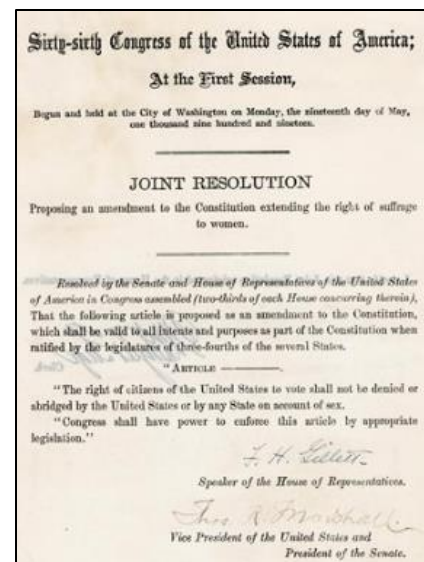 Sixty-sixth Congress of the United States of America;
At the First Session,
Begun and held at the City of Washington on Monday, the nineteenth day of May,
one thousand nine hundred and nineteen.
JOINT RESOLUTION
Proposing an amendment to the Constitution extending the right of suffrage
to women.
Resolved by the Senate and House of Representatives of the United States
of America in Congress assembled (two-thirds of each House concurring therein),
That the following article is proposed as an amendment to the Constitution,
which shall be valid to all intents and purposes as part of the Constitution when
ratified by the legislatures of three-fourths of the several States.
"ARTICLE ———.
"The right of citizens of the United States to vote shall not be denied or
abridged by the United States or by any State on account of sex.
"Congress shall have power to enforce this article by appropriate
legislation."
F. H. Gillett
Speaker of the House of Representatives.
Thos R. Marshall.
Vice President of the United States and
President of the Senate.